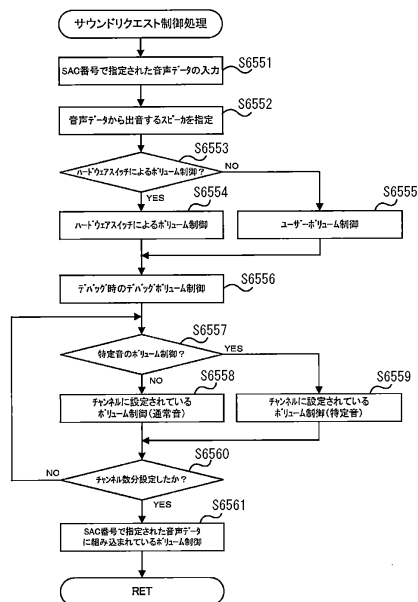 サウンドリクエスト制御処理
S6551
SAC番号で指定された音声データの入力
S6552
音声データから出音するスピーカを指定
S6553
ハードウェアスイッチによるボリューム制御?
NO
YES
S6554
S6555
ハードウェアスイッチによるボリューム制御
ユーザーボリューム制御
S6556
デバッグ時のデバッグボリューム制御
S6557
特定音のボリューム制御?
YES
NO
S6558
S6559
チャンネルに設定されている
ボリューム制御(通常音)
チャンネルに設定されている
ボリューム制御(特定音)
S6560
NO
チャンネル数分設定したか?
YES
S6561
SAC番号で指定された音声データ
に組み込まれているボリューム制御
RET